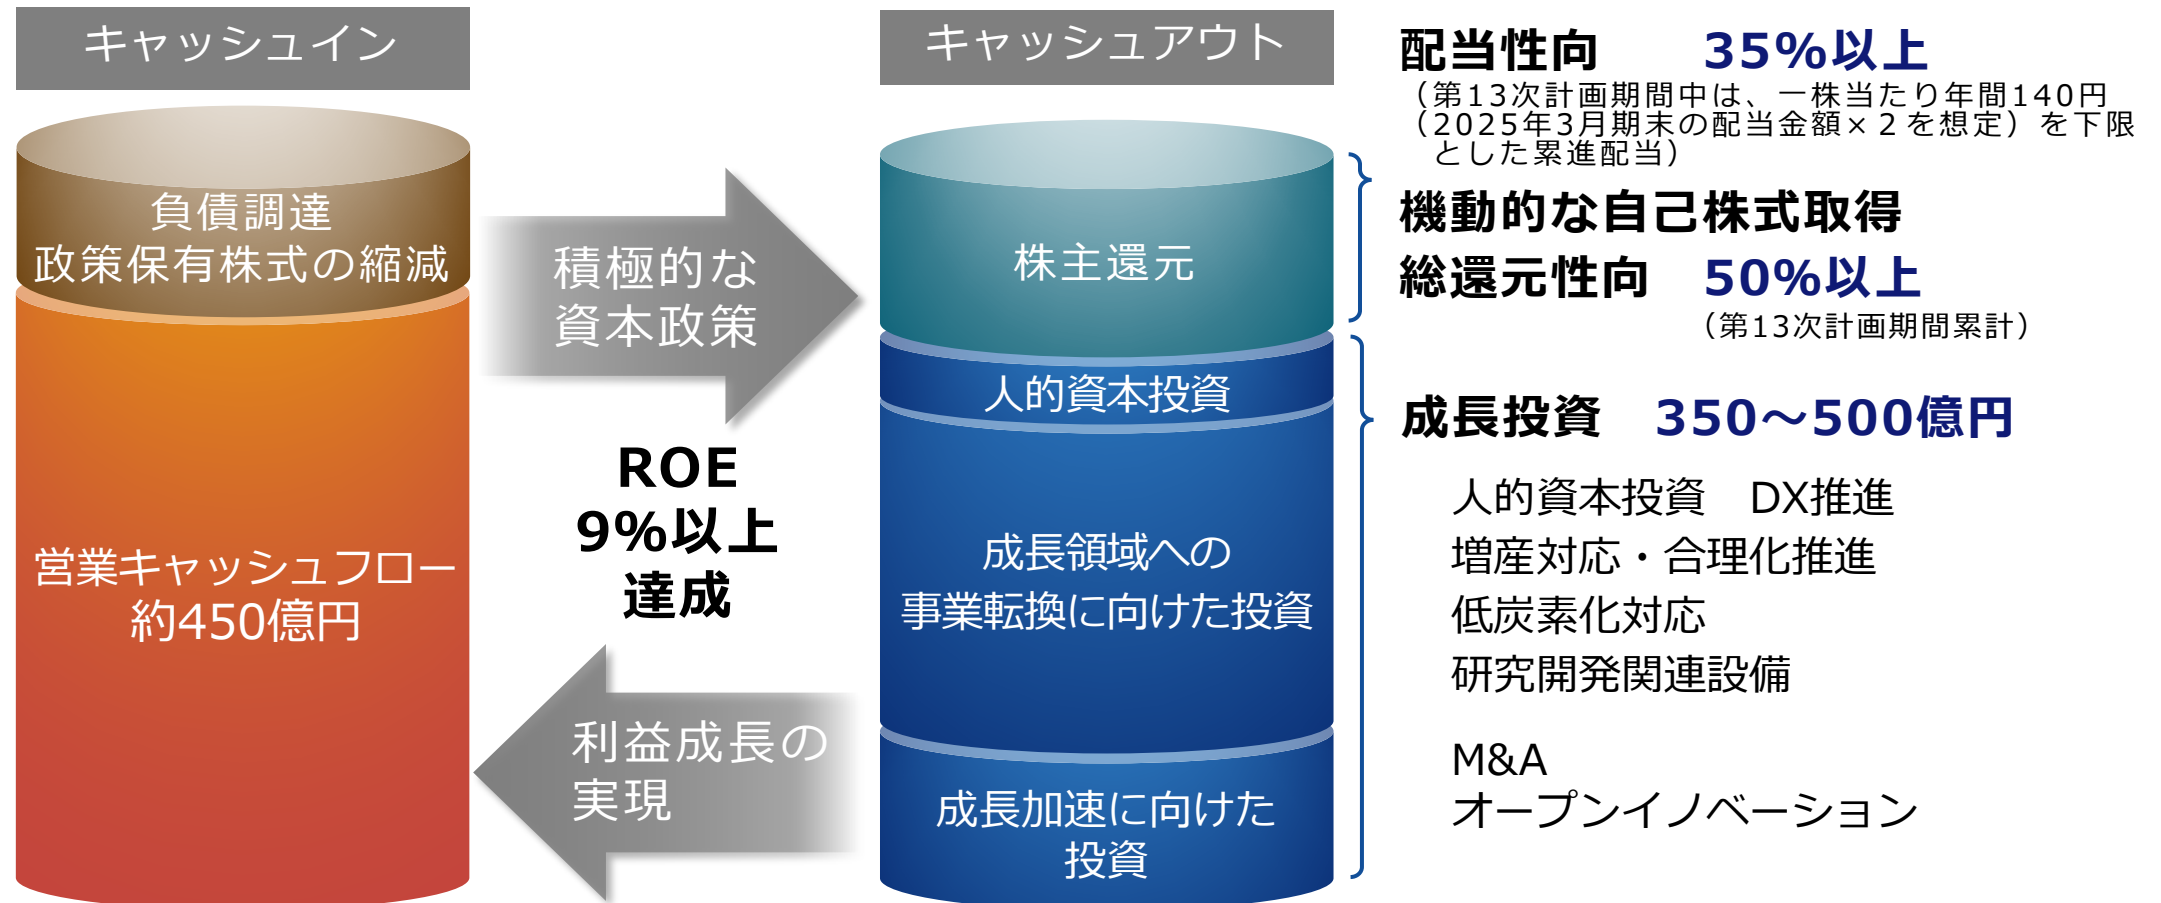 キャッシュイン
負債調達
政策保有株式の縮減
営業キャッシュフロー
約450億円
積極的な
資本政策
ROE
9%以上
達成
利益成長の
実現
キャッシュアウト
株主還元
人的資本投資
成長領域への
事業転換に向けた投資
成長加速に向けた
投資
配当性向 35%以上
（第13次計画期間中は、一株当たり年間140円
（2025年3月期末の配当金額×２を想定）を下限
とした累進配当）
機動的な自己株式取得
総還元性向 50%以上
（第13次計画期間累計）
成長投資 350～500億円
人的資本投資 DX推進
増産対応・合理化推進
低炭素化対応
研究開発関連設備
M&A
オープンイノベーション